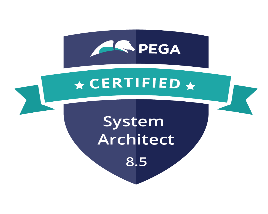 PEGA
CERTIFIED
System
Architect
8.5